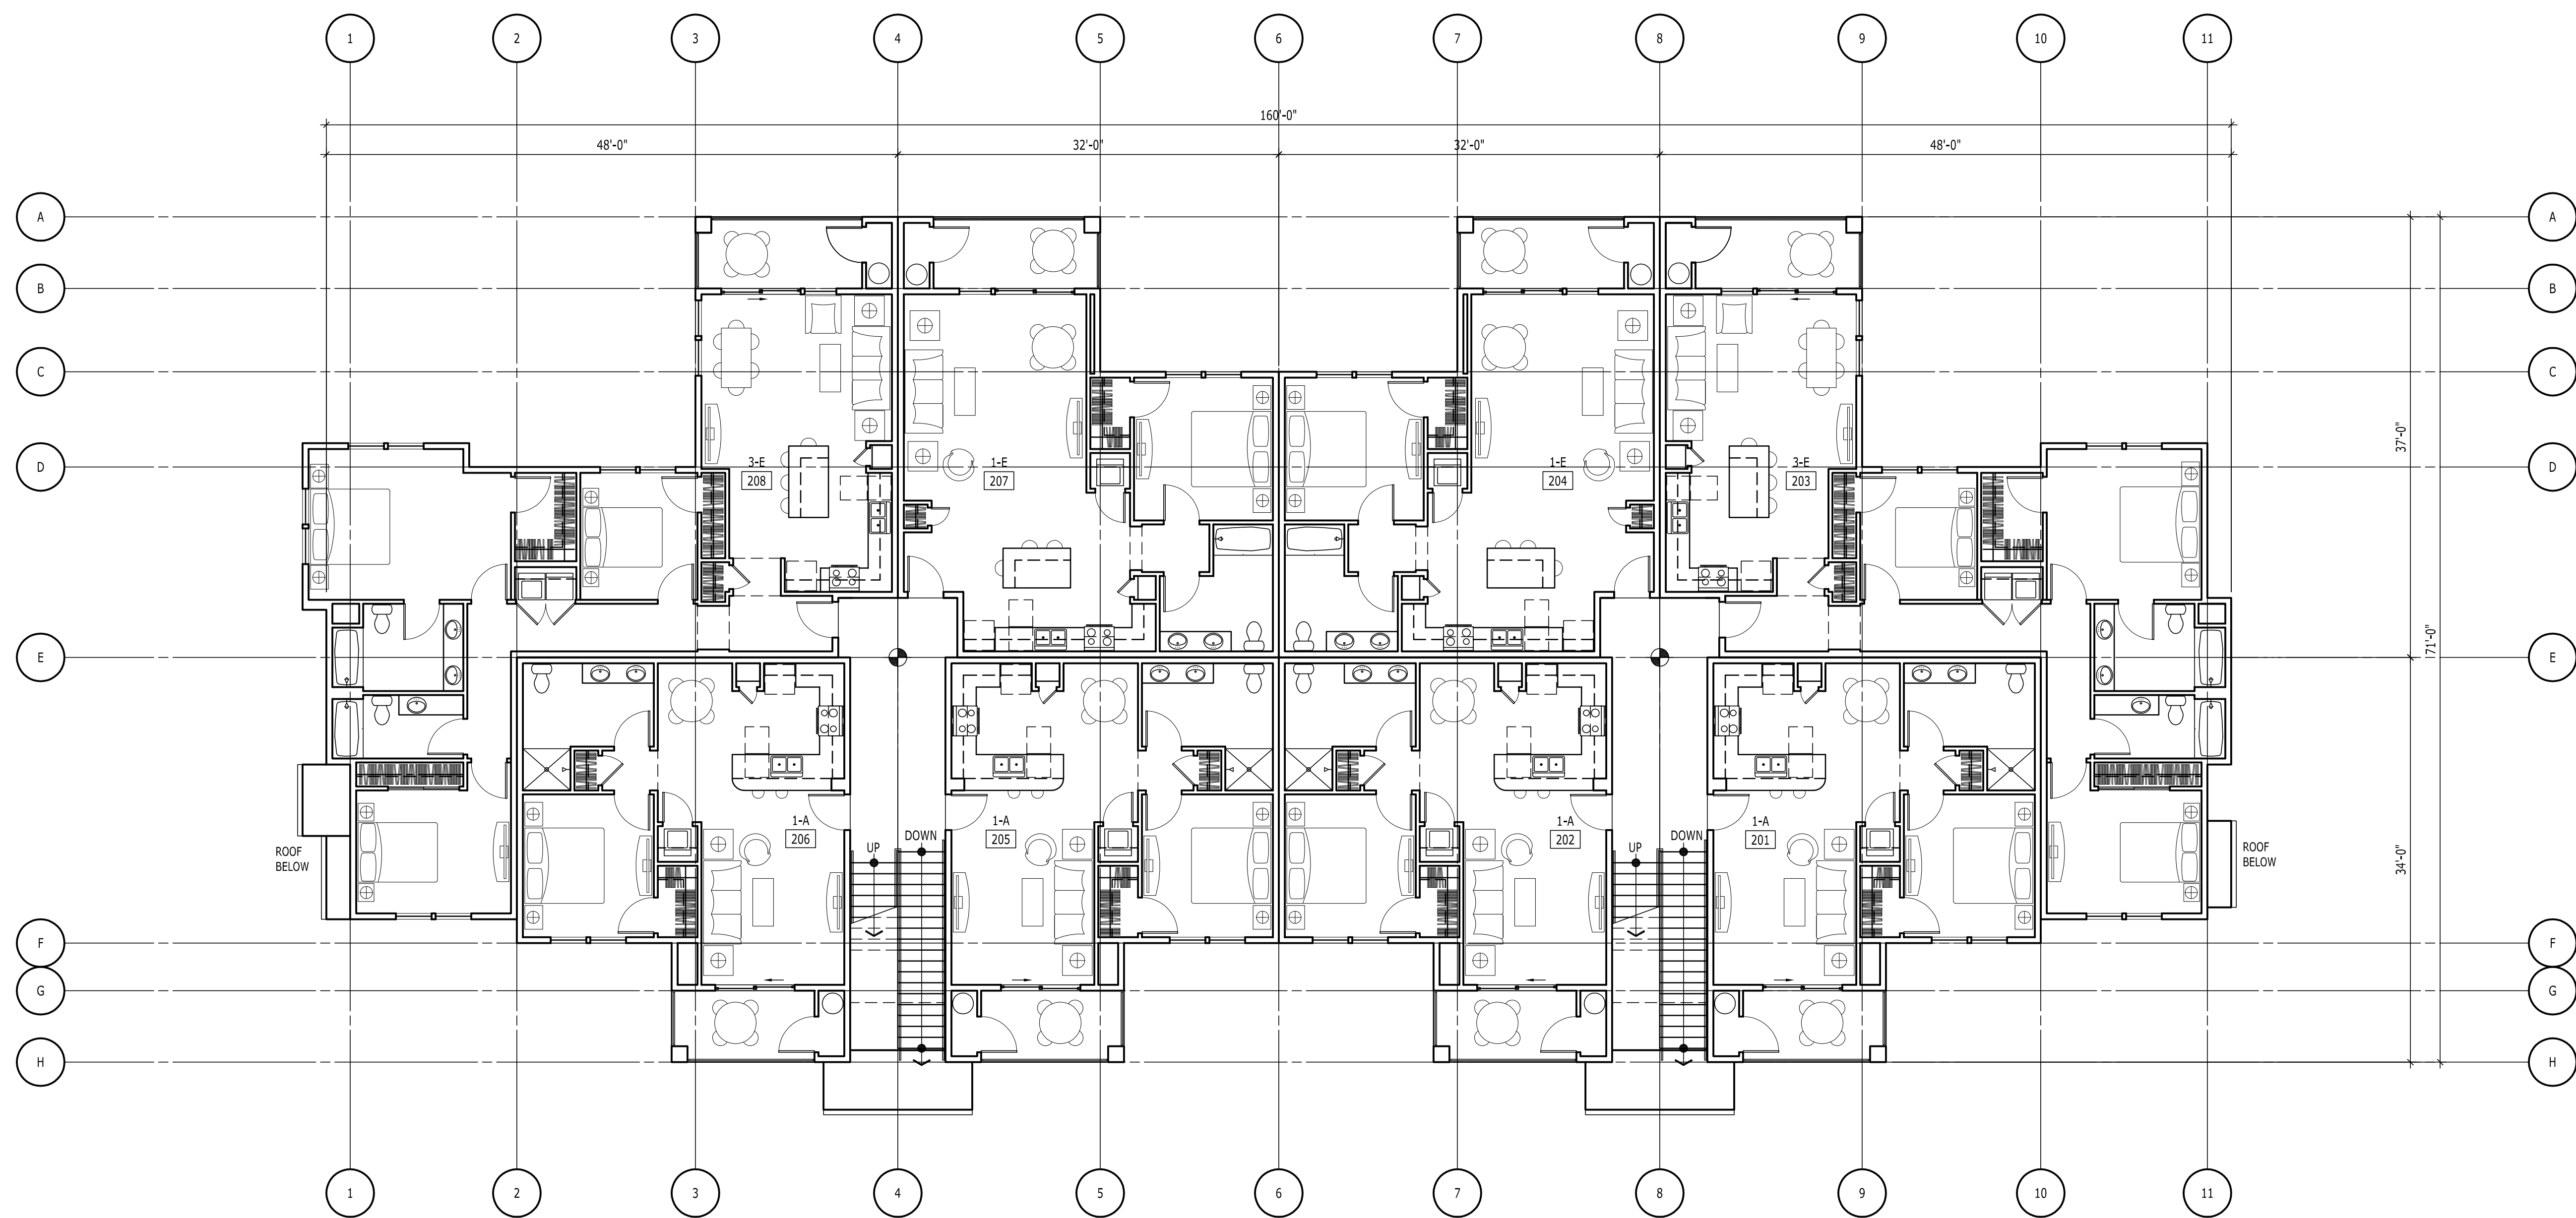 1 2 3 4 5 6 7 8 9 10 11
160'-0"
48'-0" 32'-0" 32'-0" 48'-0"
A A
B B
C C
37'-0"
D D
3-E 1-E 1-E 3-E
208 207 204 203
71'-0"
E E
1-A 1-A 1-A 1-A
206 205 202 201
DOWN DOWN
UP UP
ROOF
BELOW
ROOF
BELOW
34'-0"
F F
G G
H H
1 2 3 4 5 6 7 8 9 10 11